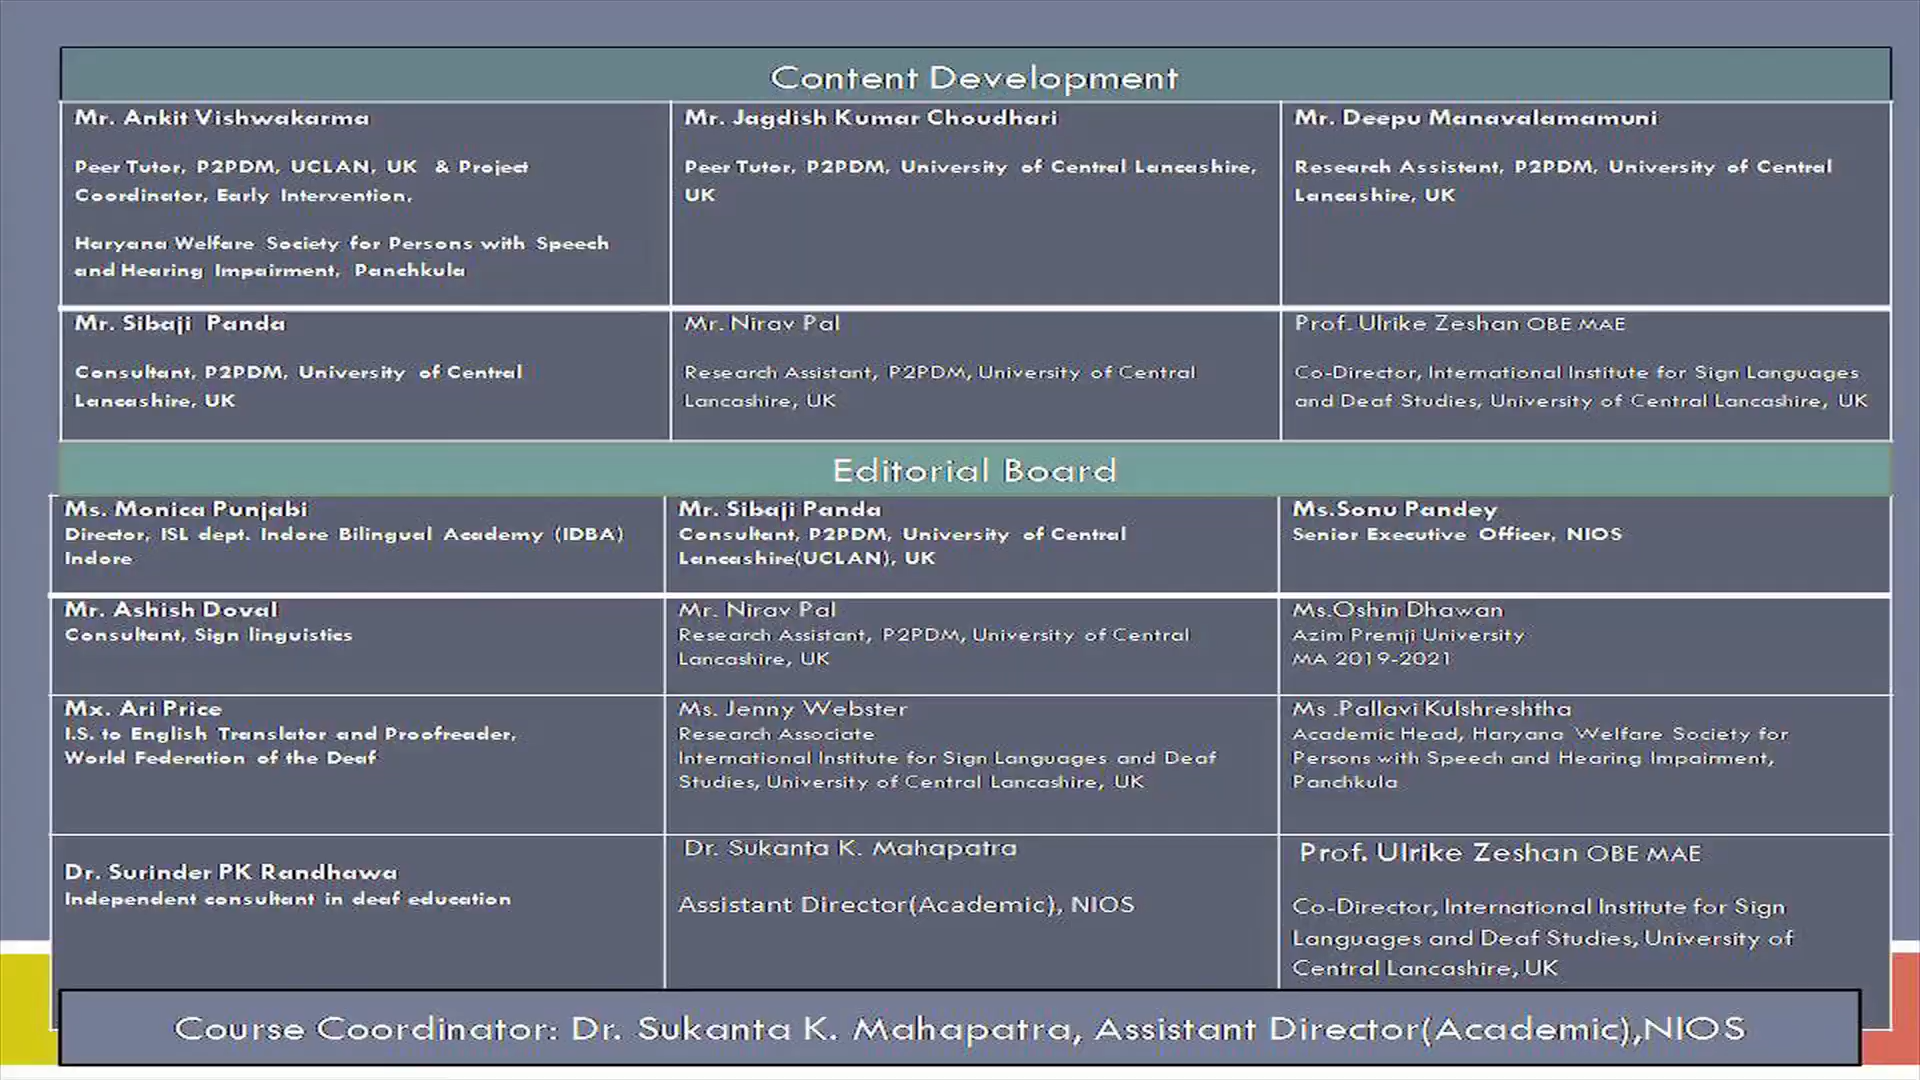 Content Development
Mr. Ankit Vishwakarma
Peer Tutor, P2PDM, UCLAN, UK & Project
Coordinator, Early Intervention,
Haryana Welfare Society for Persons with Speech
and Hearing Impairment, Panchkula
Mr. Jagdish Kumar Choudhari
Peer Tutor, P2PDM, University of Central Lancashire,
UK
Mr. Deepu Manavalamamuni
Research Assistant, P2PDM, University of Central
Lancashire, UK
Mr. Sibaji Panda
Consultant, P2PDM, University of Central
Lancashire, UK
Mr. Nirav Pal
Research Assistant, P2PDM, University of Central
Lancashire, UK
Prof. Ulrike Zeshan OBE MAE
Co-Director, International Institute for Sign Languages
and Deaf Studies, University of Central Lancashire, UK
Editorial Board
Ms. Monica Punjabi
Director, ISL dept. Indore Bilingual Academy (IDBA)
Indore
Mr. Sibaji Panda
Consultant, P2PDM, University of Central
Lancashire(UCLAN), UK
Ms.Sonu Pandey
Senior Executive Officer, NIOS
Mr. Ashish Doval
Consultant, Sign linguistics
Mr. Nirav Pal
Research Assistant, P2PDM, University of Central
Lancashire, UK
Ms.Oshin Dhawan
Azim Premji University
MA 2019-2021
Mx. Ari Price
I.S. to English Translator and Proofreader,
World Federation of the Deaf
Ms. Jenny Webster
Research Associate
International Institute for Sign Languages and Deaf
Studies, University of Central Lancashire, UK
Ms .Pallavi Kulshreshtha
Academic Head, Haryana Welfare Society for
Persons with Speech and Hearing Impairment,
Panchkula
Dr. Surinder PK Randhawa
Independent consultant in deaf education
Dr. Sukanta K. Mahapatra
Assistant Director(Academic), NIOS
Prof. Ulrike Zeshan OBE MAE
Co-Director, International Institute for Sign
Languages and Deaf Studies, University of
Central Lancashire, UK
Course Coordinator: Dr. Sukanta K. Mahapatra, Assistant Director(Academic),NIOS